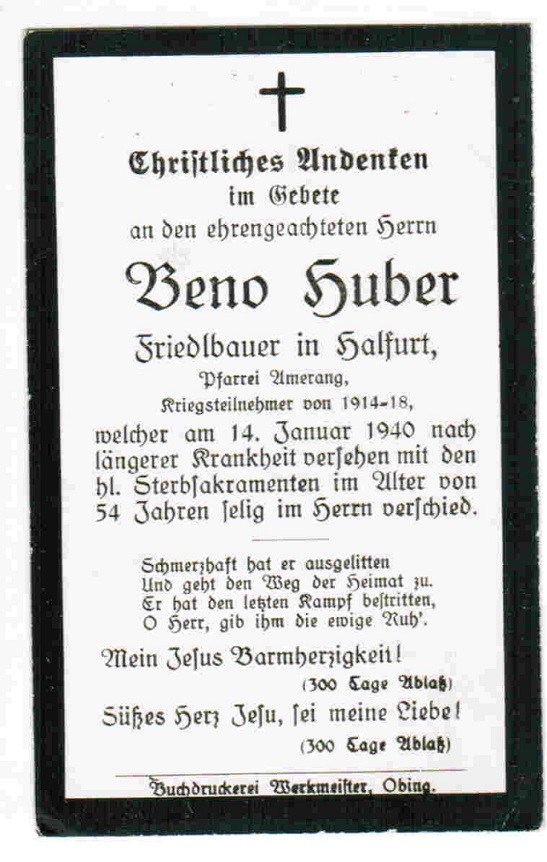 Christliches Andenken
im Gebete
an den ehrengeachteten Herrn
Beno Huber
Friedlbauer in Halfurt,
Pfarrei Amerang,
Kriegsteilnehmer von 1914-18,
welcher am 14. Januar 1940 nach
längerer Krankheit versehen mit den
hl. Sterbsakramenten im Alter von
54 Jahren selig im Herrn verschied.
Schmerzhaft hat er ausgelitten
Und geht den Weg der Heimat zu.
Er hat den letzten Kampf bestritten,
O Herr, gib ihm die ewige Ruh'.
Mein Jesus Barmherzigkeit!
(300 Tage Ablaß)
Süßes Herz Jesu, sei meine Liebe!
(300 Tage Ablaß)
Buchdruckerei Werkmeister, Obing.